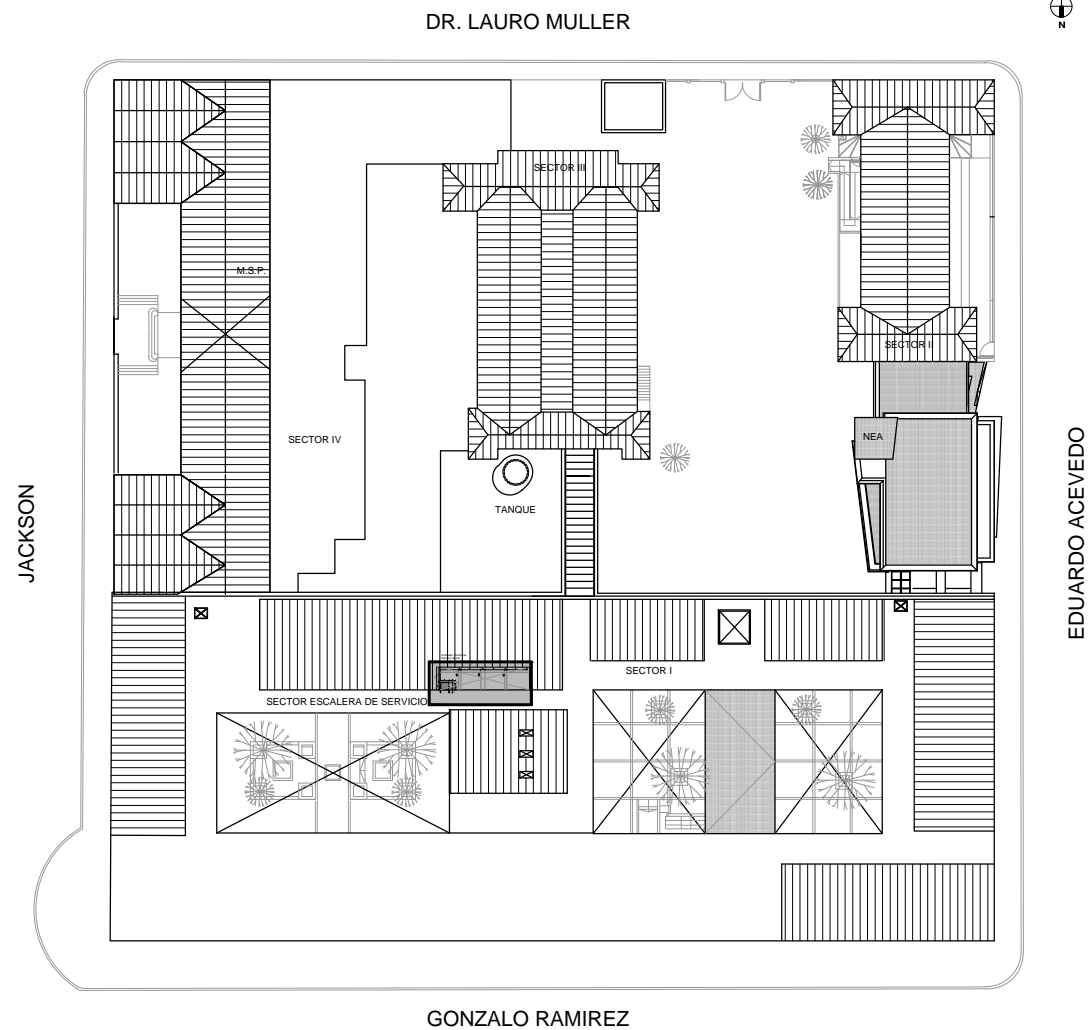 DR. LAURO MULLER
N
SECTOR III
M.S.P.
SECTOR II
SECTOR IV
NEA
TANQUE
JACKSON
EDUARDO ACEVEDO
SECTOR I
SECTOR ESCALERA DE SERVICIO
GONZALO RAMIREZ